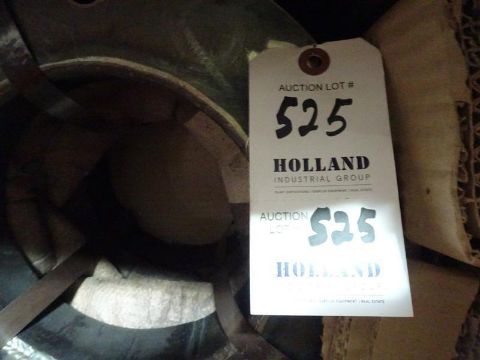 AUCTION LOT #
525
HOLLAND
INDUSTRIAL GROUP
AUCTION
LOT
525
HOLLAND